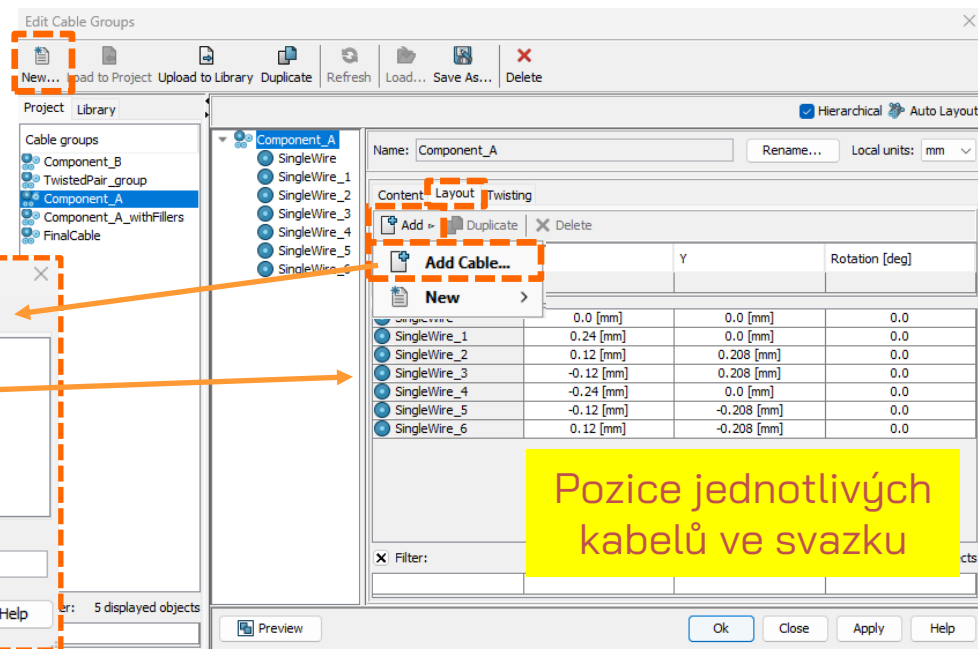 Edit Cable Groups
New... Load to Project Upload to Library Duplicate Refresh Load... Save As... Delete
Project Library
Hierarchical Auto Layout
Cable groups
Component_B
TwistedPair_group
Component_A
Component_A_withFillers
FinalCable
Component_A
SingleWire
SingleWire_1
SingleWire_2
SingleWire_3
SingleWire_4
SingleWire_5
Name: Component_A Rename... Local units: mm
Content Layout Twisting
Add Duplicate Delete
Add Cable...
New
Y Rotation [deg]
SingleWire 0.0 [mm] 0.0 [mm] 0.0
SingleWire_1 0.24 [mm] 0.0 [mm] 0.0
SingleWire_2 0.12 [mm] 0.208 [mm] 0.0
SingleWire_3 -0.12 [mm] 0.208 [mm] 0.0
SingleWire_4 -0.24 [mm] 0.0 [mm] 0.0
SingleWire_5 -0.12 [mm] -0.208 [mm] 0.0
SingleWire_6 0.12 [mm] -0.208 [mm] 0.0
Pozice jednotlivých
kabelů ve svazku
Filter:
Help
5 displayed objects
Preview Ok Close Apply Help